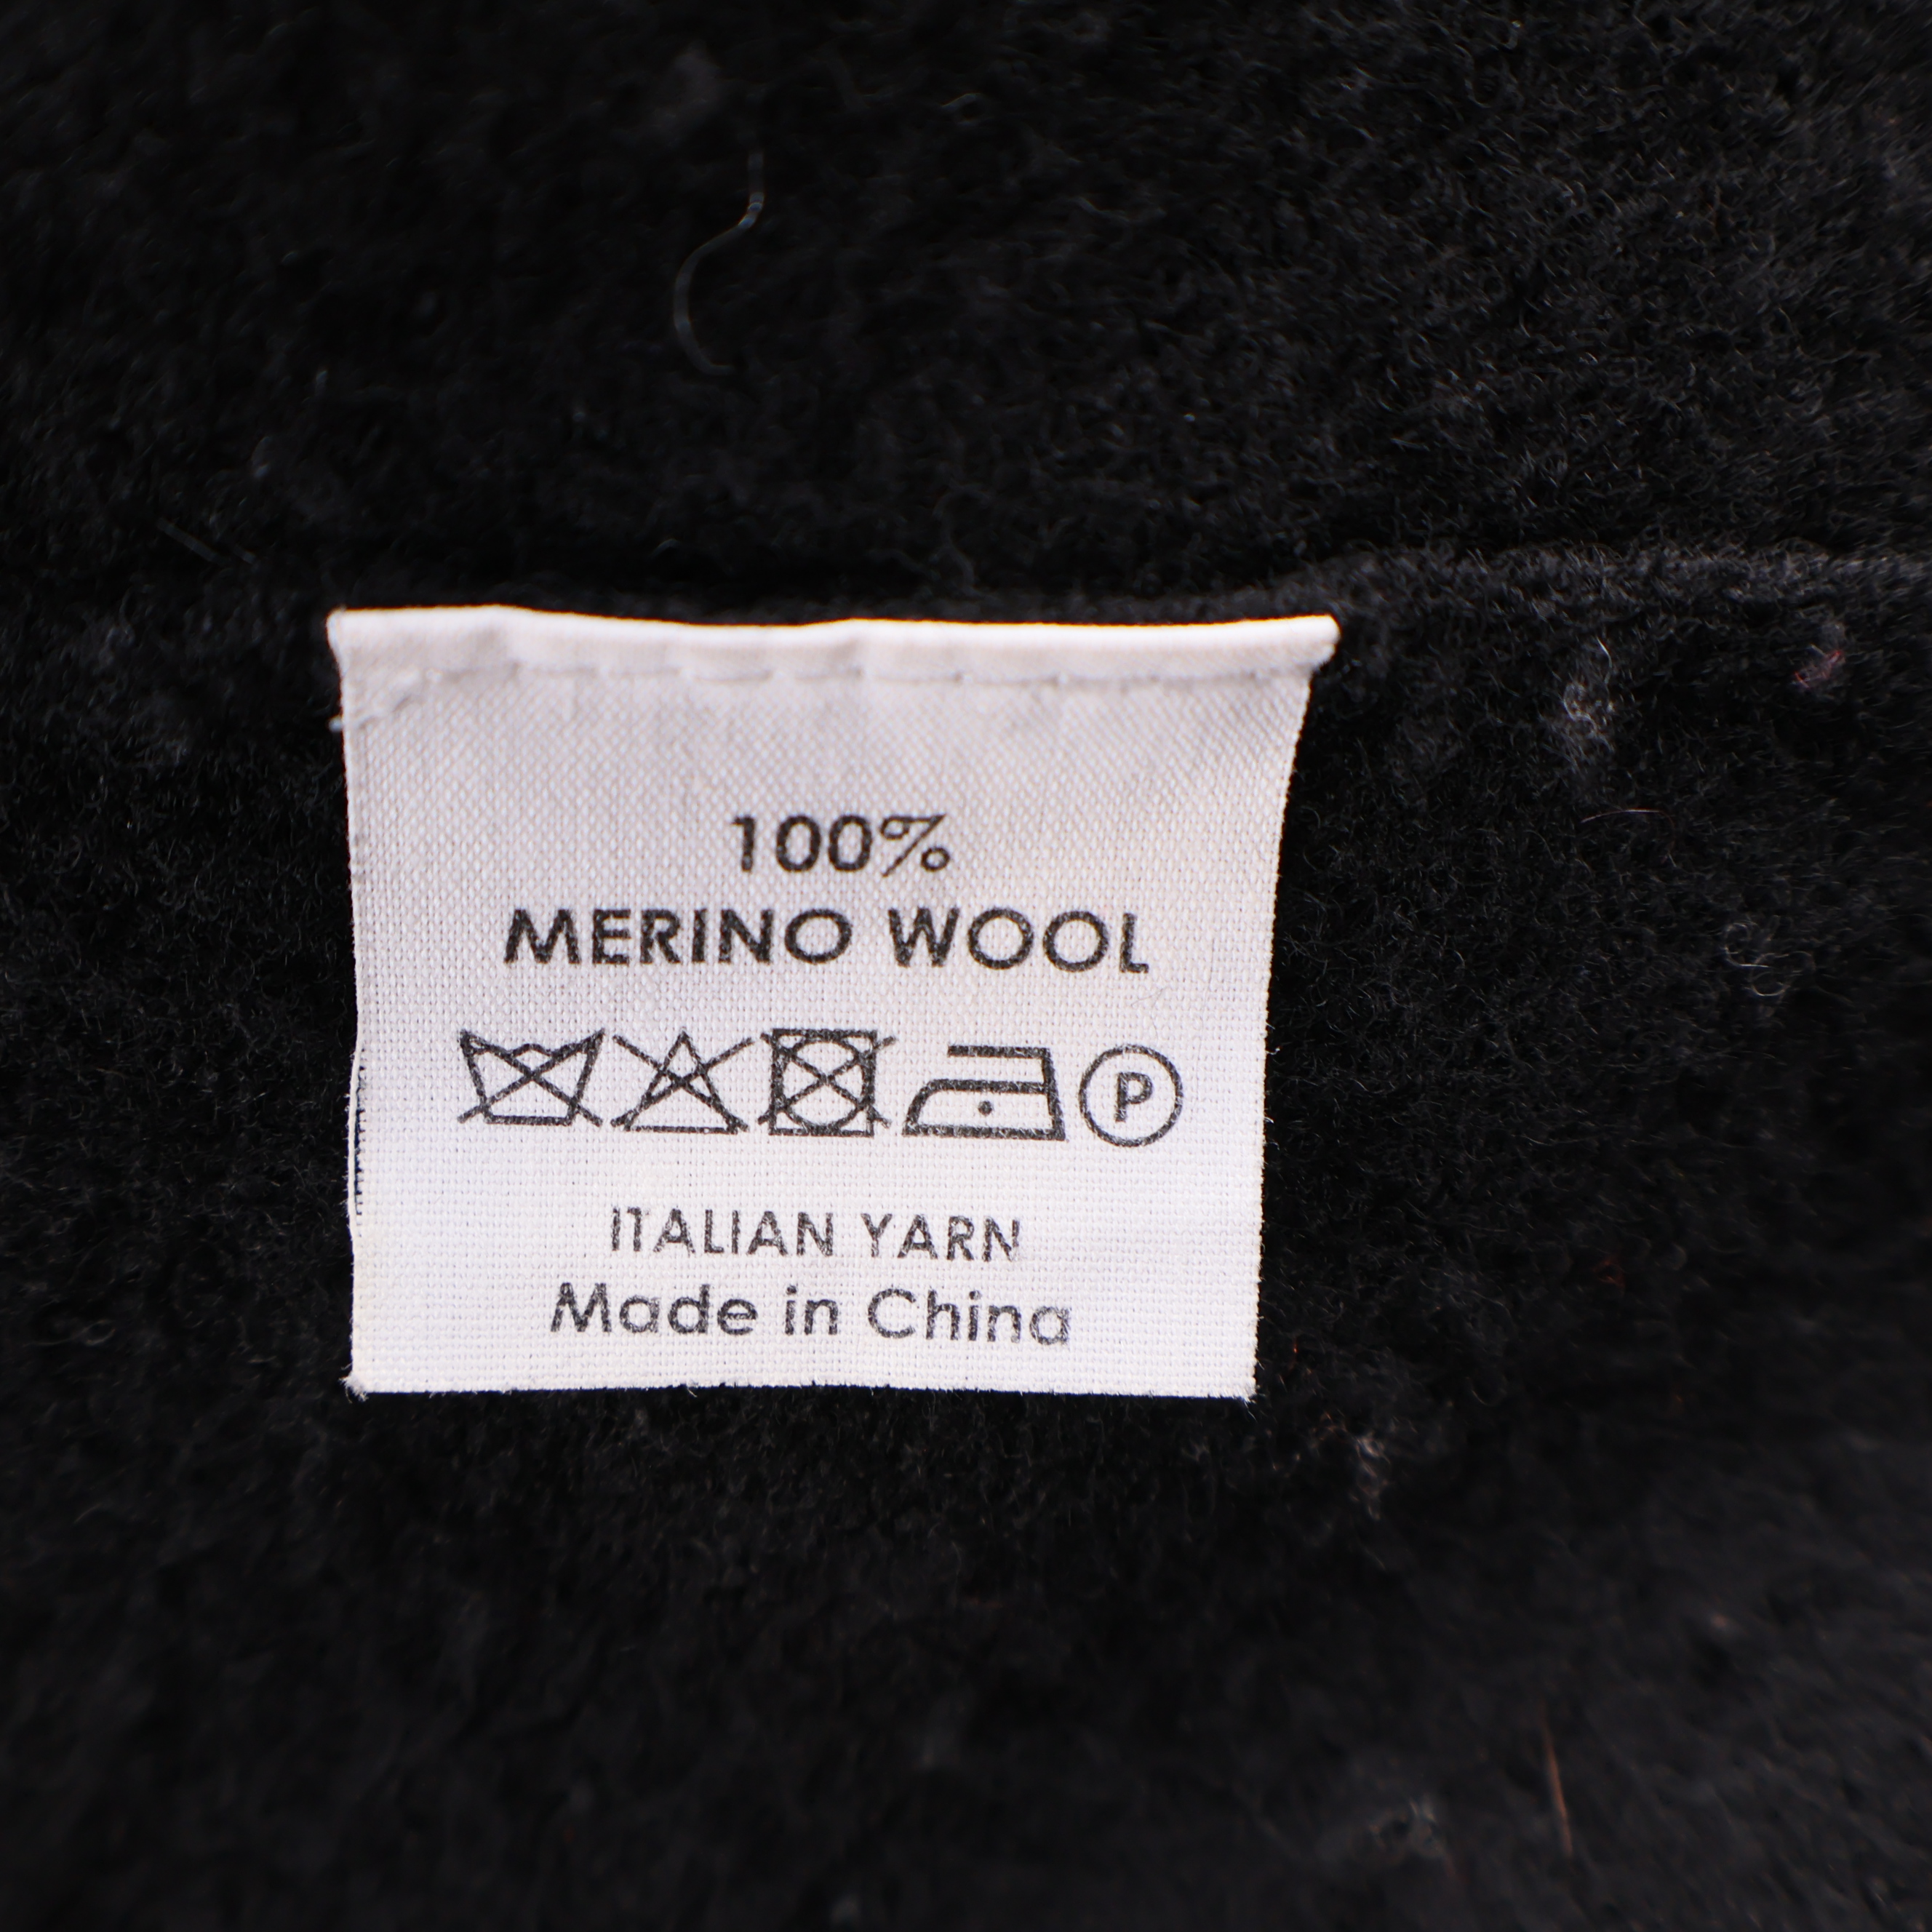 100%
MERINO WOOL
P
ITALIAN YARN
Made in China